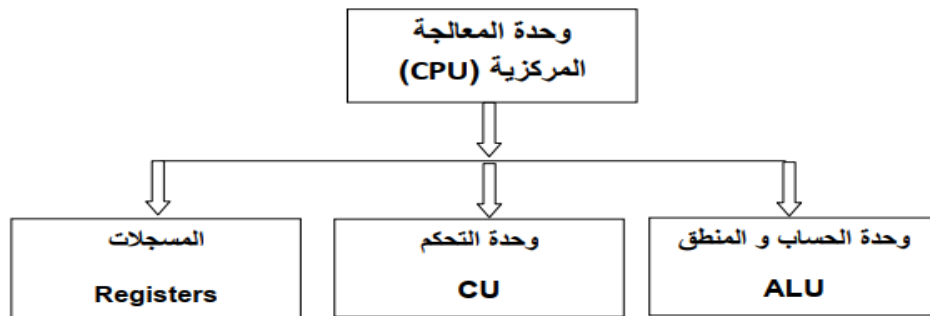 وحدة المعالجة
المركزية (CPU)
وحدة الحساب و المنطق
ALU
وحدة التحكم
CU
المسجلات
Registers